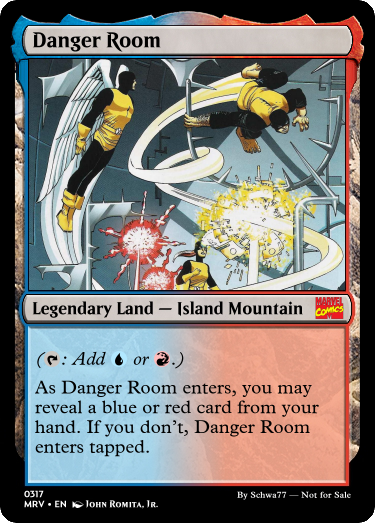 Danger Room
Legendary Land — Island Mountain
MARVEL
COMICS
(: Add or .)
As Danger Room enters, you may
reveal a blue or red card from your
hand. If you don't, Danger Room
enters tapped.
0317
MRV • EN John Romita, Jr.
By Schwa77 — Not for Sale